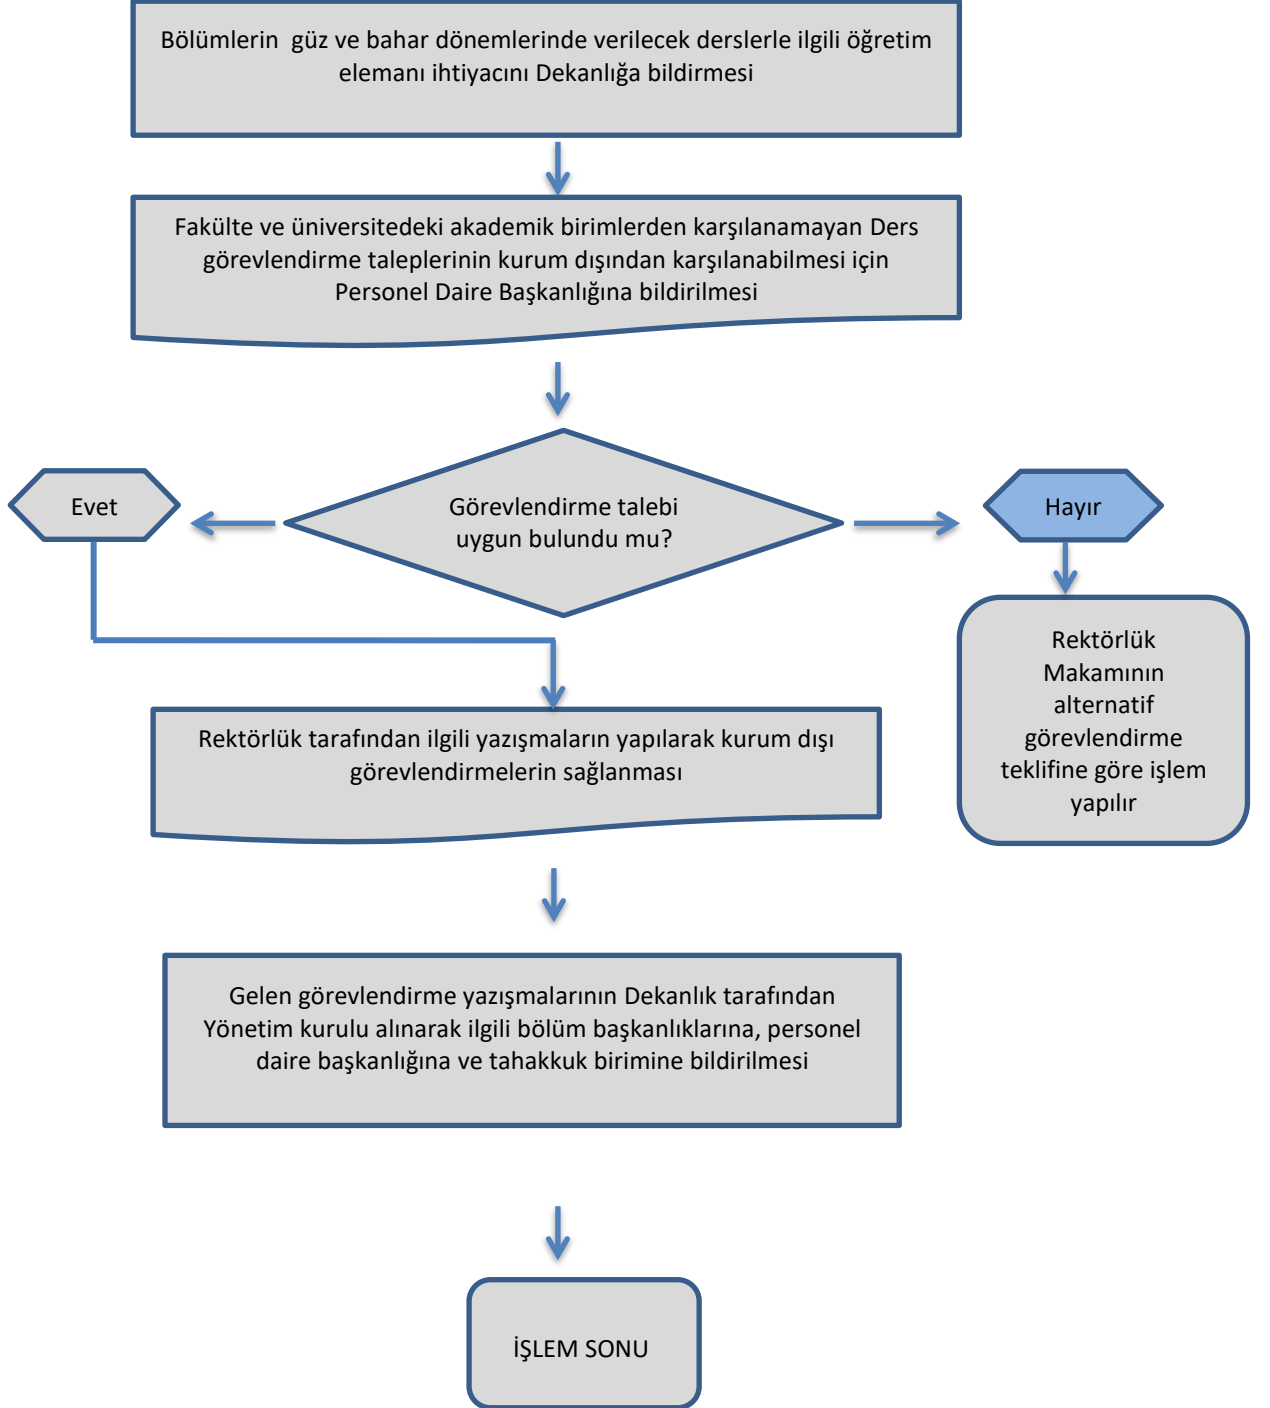 Bölümlerin  güz ve bahar dönemlerinde verilecek derslerle ilgili öğretim
elemanı ihtiyacını Dekanlığa bildirmesi
Fakülte ve üniversitedeki akademik birimlerden karşılanamayan Ders
görevlendirme taleplerinin kurum dışından karşılanabilmesi için
Personel Daire Başkanlığına bildirilmesi
Görevlendirme talebi
uygun bulundu mu?
Evet
Hayır
Rektörlük
Makamının
alternatif
görevlendirme
teklifine göre işlem
yapılır
Rektörlük tarafından ilgili yazışmaların yapılarak kurum dışı
görevlendirmelerin sağlanması
Gelen görevlendirme yazışmalarının Dekanlık tarafından
Yönetim kurulu alınarak ilgili bölüm başkanlıklarına, personel
daire başkanlığına ve tahakkuk birimine bildirilmesi
İŞLEM SONU